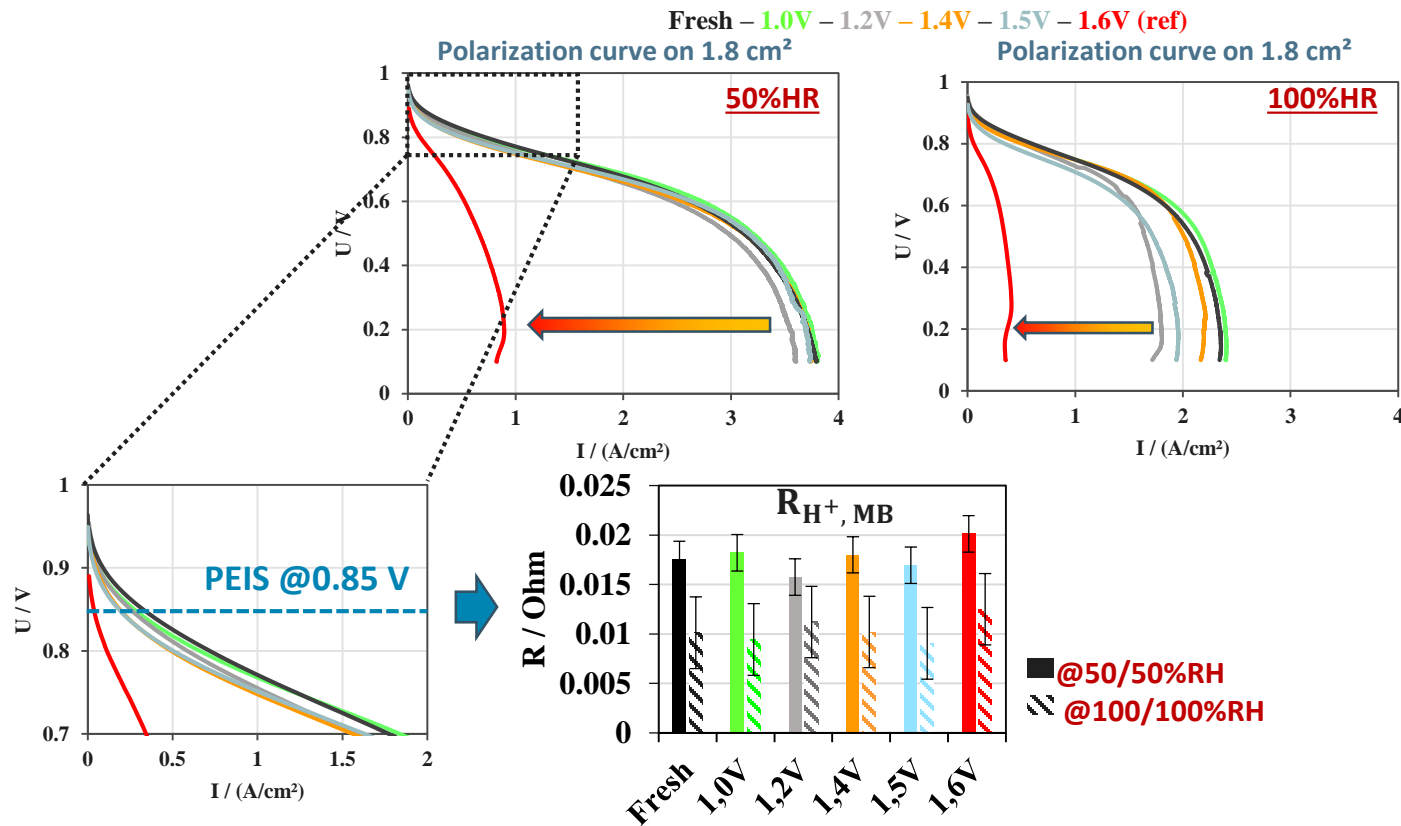 Fresh – 1.0V – 1.2V – 1.4V – 1.5V – 1.6V (ref)
Polarization curve on 1.8 cm²
Polarization curve on 1.8 cm²
50%HR
1
0.8
0.6
0.4
0.2
0
U / V
0
1
2
3
4
I / (A/cm²)
100%HR
1
0.8
0.6
0.4
0.2
0
U / V
0
1
2
3
4
I / (A/cm²)
PEIS @0.85 V
1
0.9
0.8
0.7
U / V
0
0.5
1
1.5
2
I / (A/cm²)
R_H⁺, MB
0.025
0.02
0.015
0.01
0.005
0
R / Ohm
Fresh
1,0V
1,2V
1,4V
1,5V
1,6V
@50/50%RH
@100/100%RH